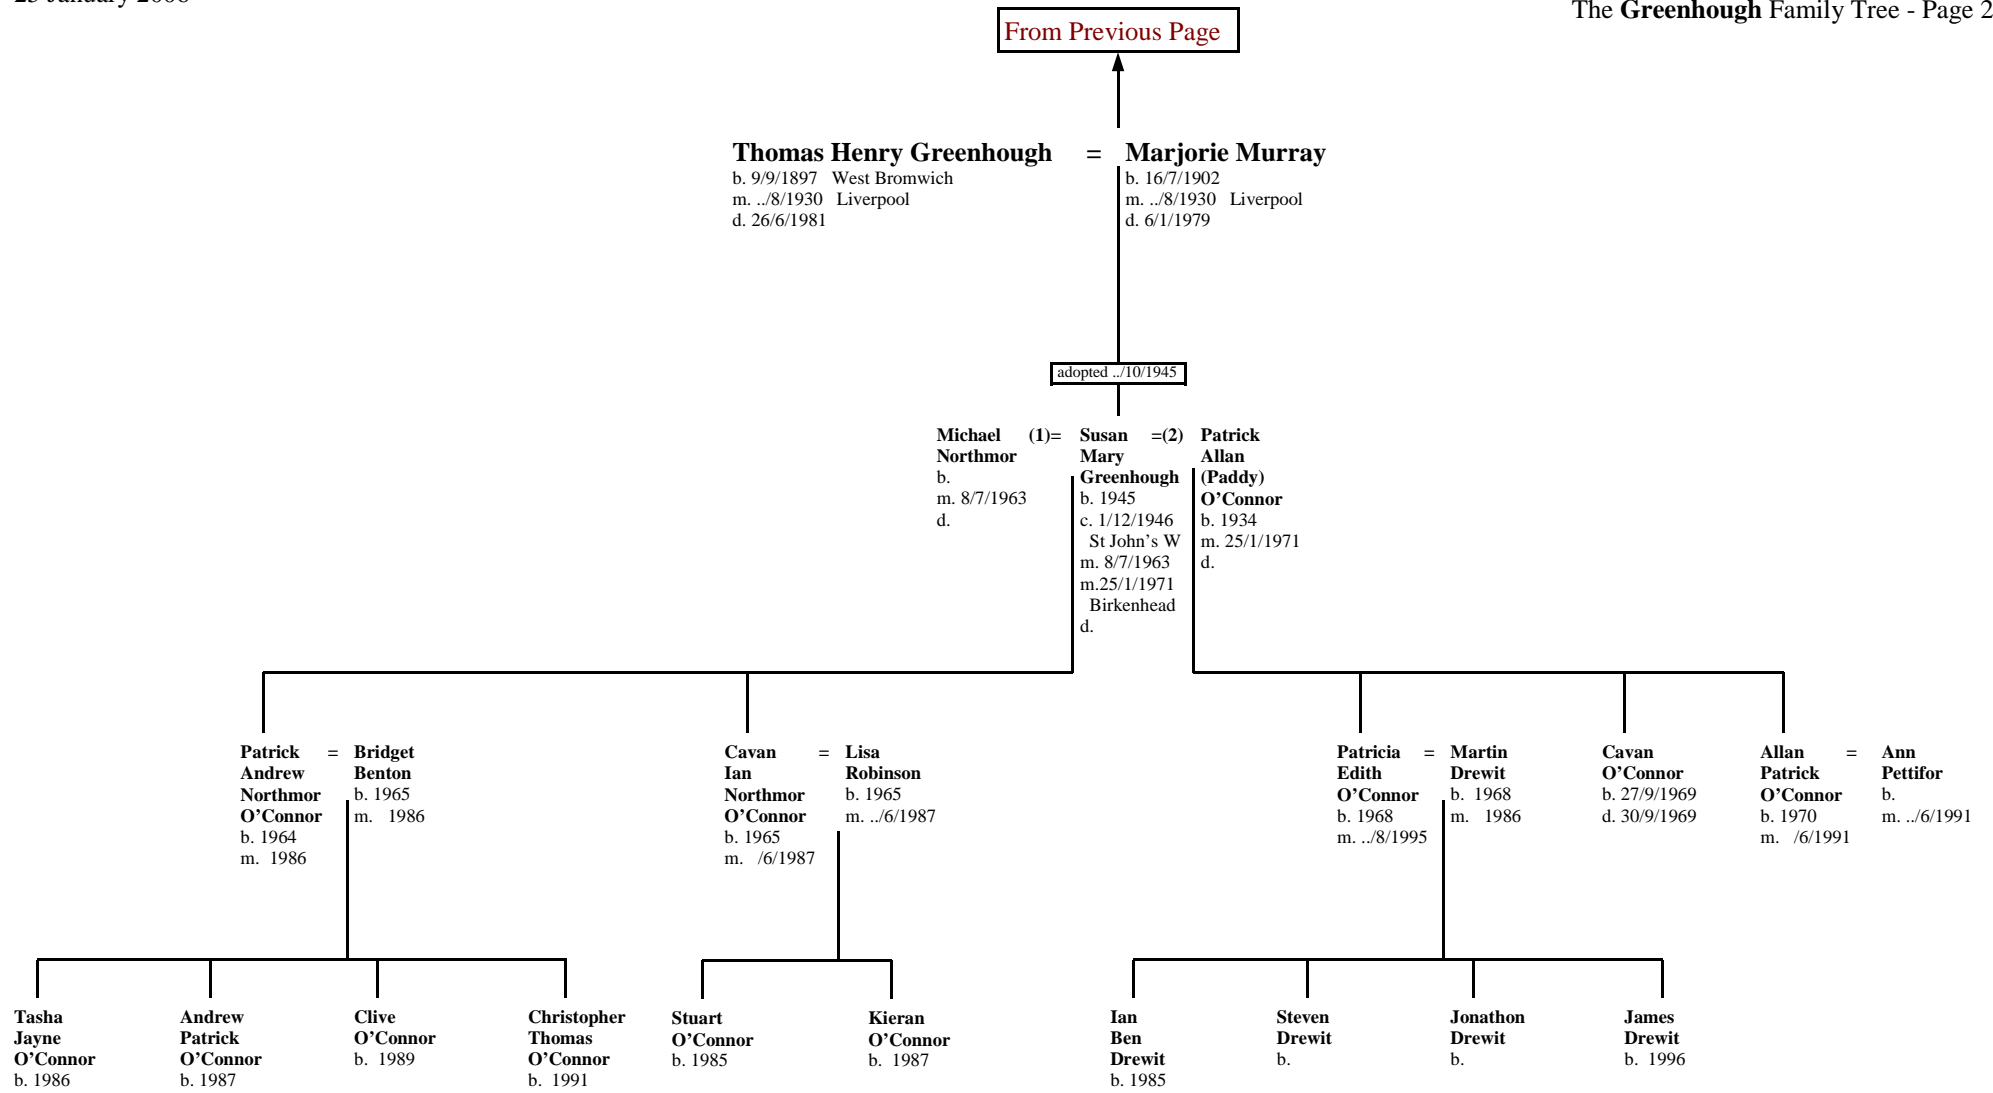 The Greenhough Family Tree - Page 2
From Previous Page
Thomas Henry Greenhough = Marjorie Murray
b. 9/9/1897 West Bromwich
m. ../8/1930 Liverpool
d. 26/6/1981
b. 16/7/1902
m. ../8/1930 Liverpool
d. 6/1/1979
adopted ../10/1945
Michael (1)=
Northmor
b.
m. 8/7/1963
d.
Susan =(2)
Mary
Greenhough
b. 1945
c. 1/12/1946
St John’s W
m. 8/7/1963
m.25/1/1971
Birkenhead
d.
Patrick
Allan
(Paddy)
O’Connor
b. 1934
m. 25/1/1971
d.
Patrick =
Andrew
Northmor
O’Connor
b. 1964
m. 1986
Bridget
Benton
b. 1965
m. 1986
Cavan =
Ian
Northmor
O’Connor
b. 1965
m. /6/1987
Lisa
Robinson
b. 1965
m. ../6/1987
Patricia =
Edith
O’Connor
b. 1968
m. ../8/1995
Martin
Drewit
b. 1968
m. 1986
Cavan
O’Connor
b. 27/9/1969
d. 30/9/1969
Allan =
Patrick
O’Connor
b. 1970
m. /6/1991
Ann
Pettifor
b.
m. ../6/1991
Tasha
Jayne
O’Connor
b. 1986
Andrew
Patrick
O’Connor
b. 1987
Clive
O’Connor
b. 1989
Christopher
Thomas
O’Connor
b. 1991
Stuart
O’Connor
b. 1985
Kieran
O’Connor
b. 1987
Ian
Ben
Drewit
b. 1985
Steven
Drewit
b.
Jonathon
Drewit
b.
James
Drewit
b. 1996